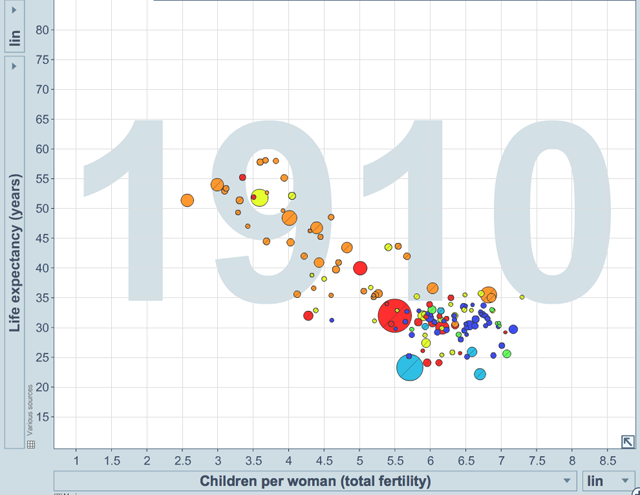 lin
Life expectancy (years)
Various sources
1910
80
75
70
65
60
55
50
45
40
35
30
25
20
15
1 1.5 2 2.5 3 3.5 4 4.5 5 5.5 6 6.5 7 7.5 8 8.5
Children per woman (total fertility)
lin